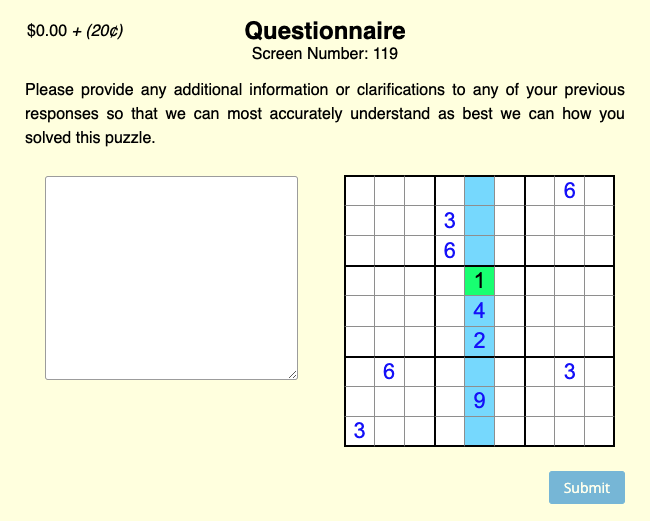 $0.00 + (20¢)
Questionnaire
Screen Number: 119
Please provide any additional information or clarifications to any of your previous
responses so that we can most accurately understand as best we can how you
solved this puzzle.
6
3
6
1
4
2
6 3
9
3
Submit